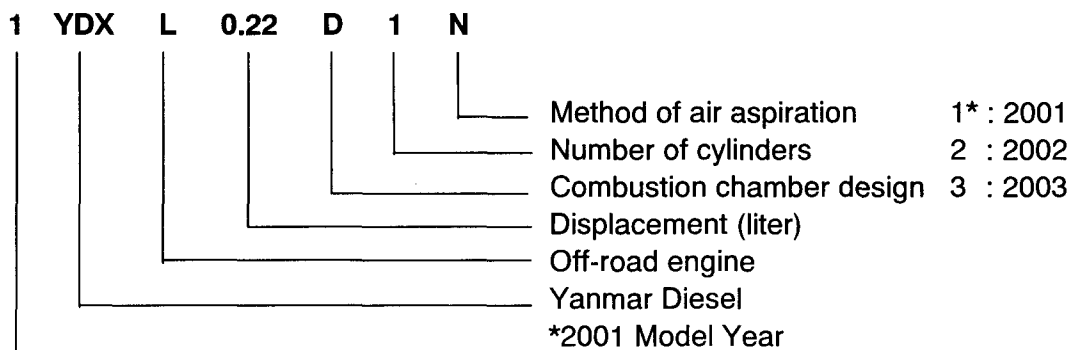 1 YDX L 0.22 D 1 N
Method of air aspiration 1* : 2001
Number of cylinders 2 : 2002
Combustion chamber design 3 : 2003
Displacement (liter)
Off-road engine
Yanmar Diesel
*2001 Model Year